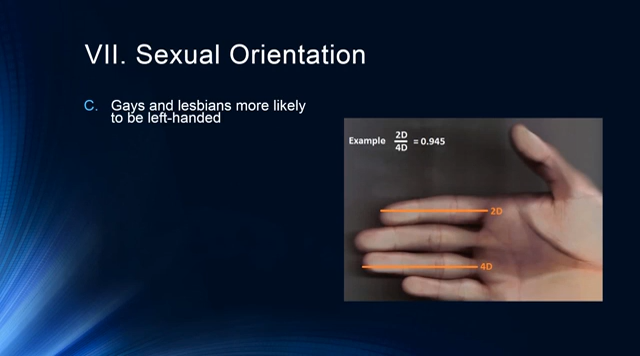 VII. Sexual Orientation
C. Gays and lesbians more likely
to be left-handed
Example 2D/4D = 0.945
2D
4D